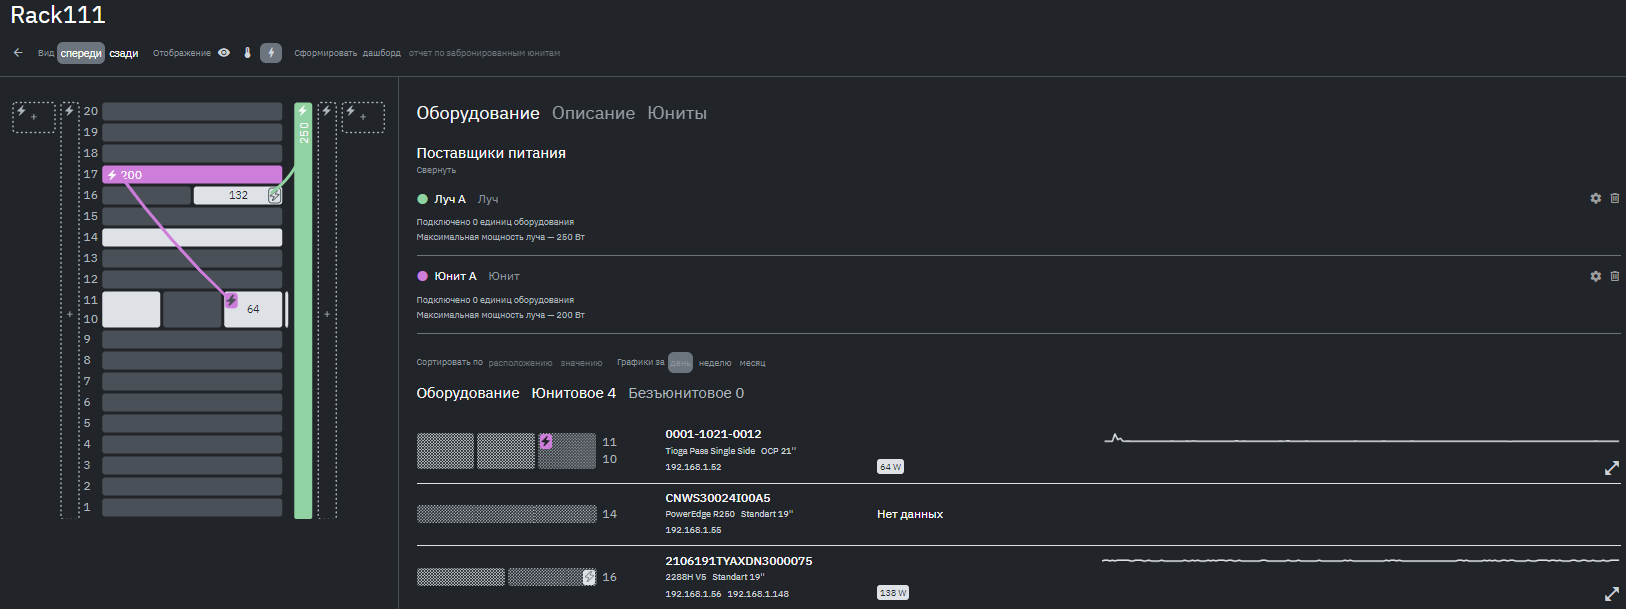 Rack111
← Вид спереди сзади Отображение Сформировать дашборд отчет по забронированным юнитам
+ 20 250 +
19
18
17 200
16 132
15
14
13
12
11
+ 10 64 +
9
8
7
6
5
4
3
2
1
Оборудование Описание Юниты
Поставщики питания
Свернуть
Луч А Луч
Подключено 0 единиц оборудования
Максимальная мощность луча — 250 Вт
Юнит А Юнит
Подключено 0 единиц оборудования
Максимальная мощность луча — 200 Вт
Сортировать по расположению значению Графики за день неделю месяц
Оборудование Юнитовое 4 Безъюнитовое 0
11
10
0001-1021-0012
Tioga Pass Single Side OCP 21"
192.168.1.52
64 W
14
CNWS30024I00A5
PowerEdge R250 Standart 19"
192.168.1.55
Нет данных
16
2106191TYAXDN3000075
2288H V5 Standart 19"
192.168.1.56 192.168.1.148
138 W